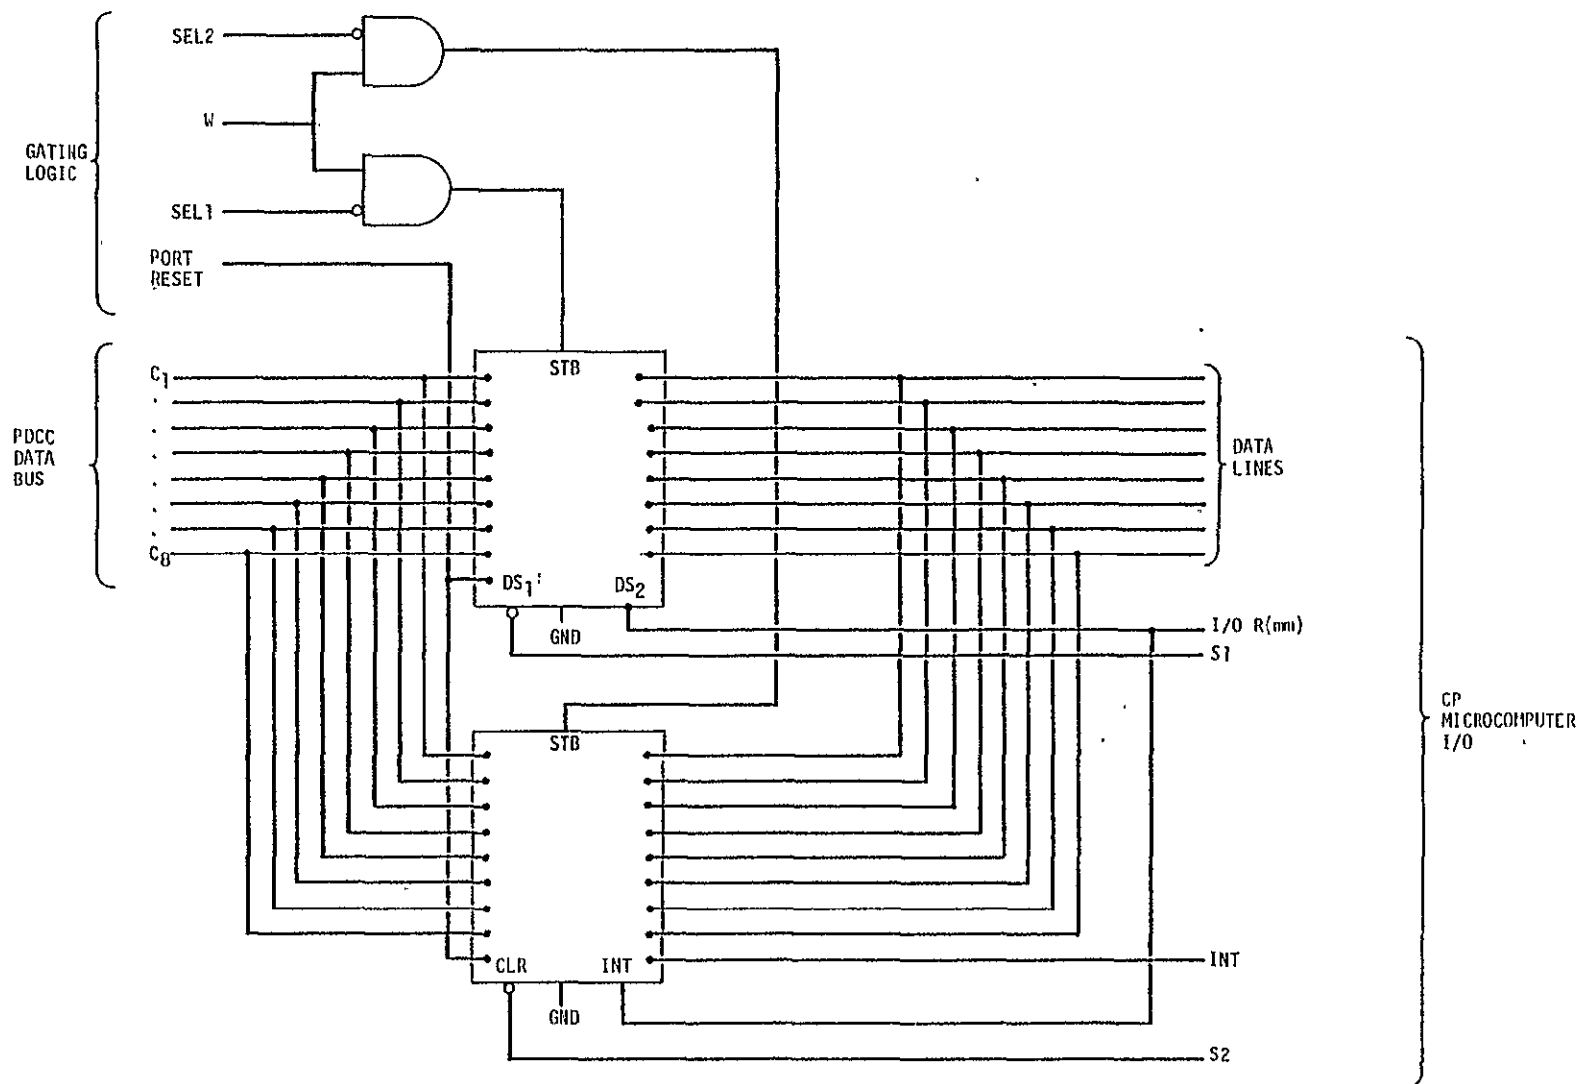 SEL2
W
GATING
LOGIC
SEL1
PORT
RESET
STB
C1
PDCC
DATA
BUS
C8
DATA
LINES
DS1
DS2
GND
I/O R(nm)
S1
STB
CP
MICROCOMPUTER
I/O
CLR
INT
INT
GND
S2